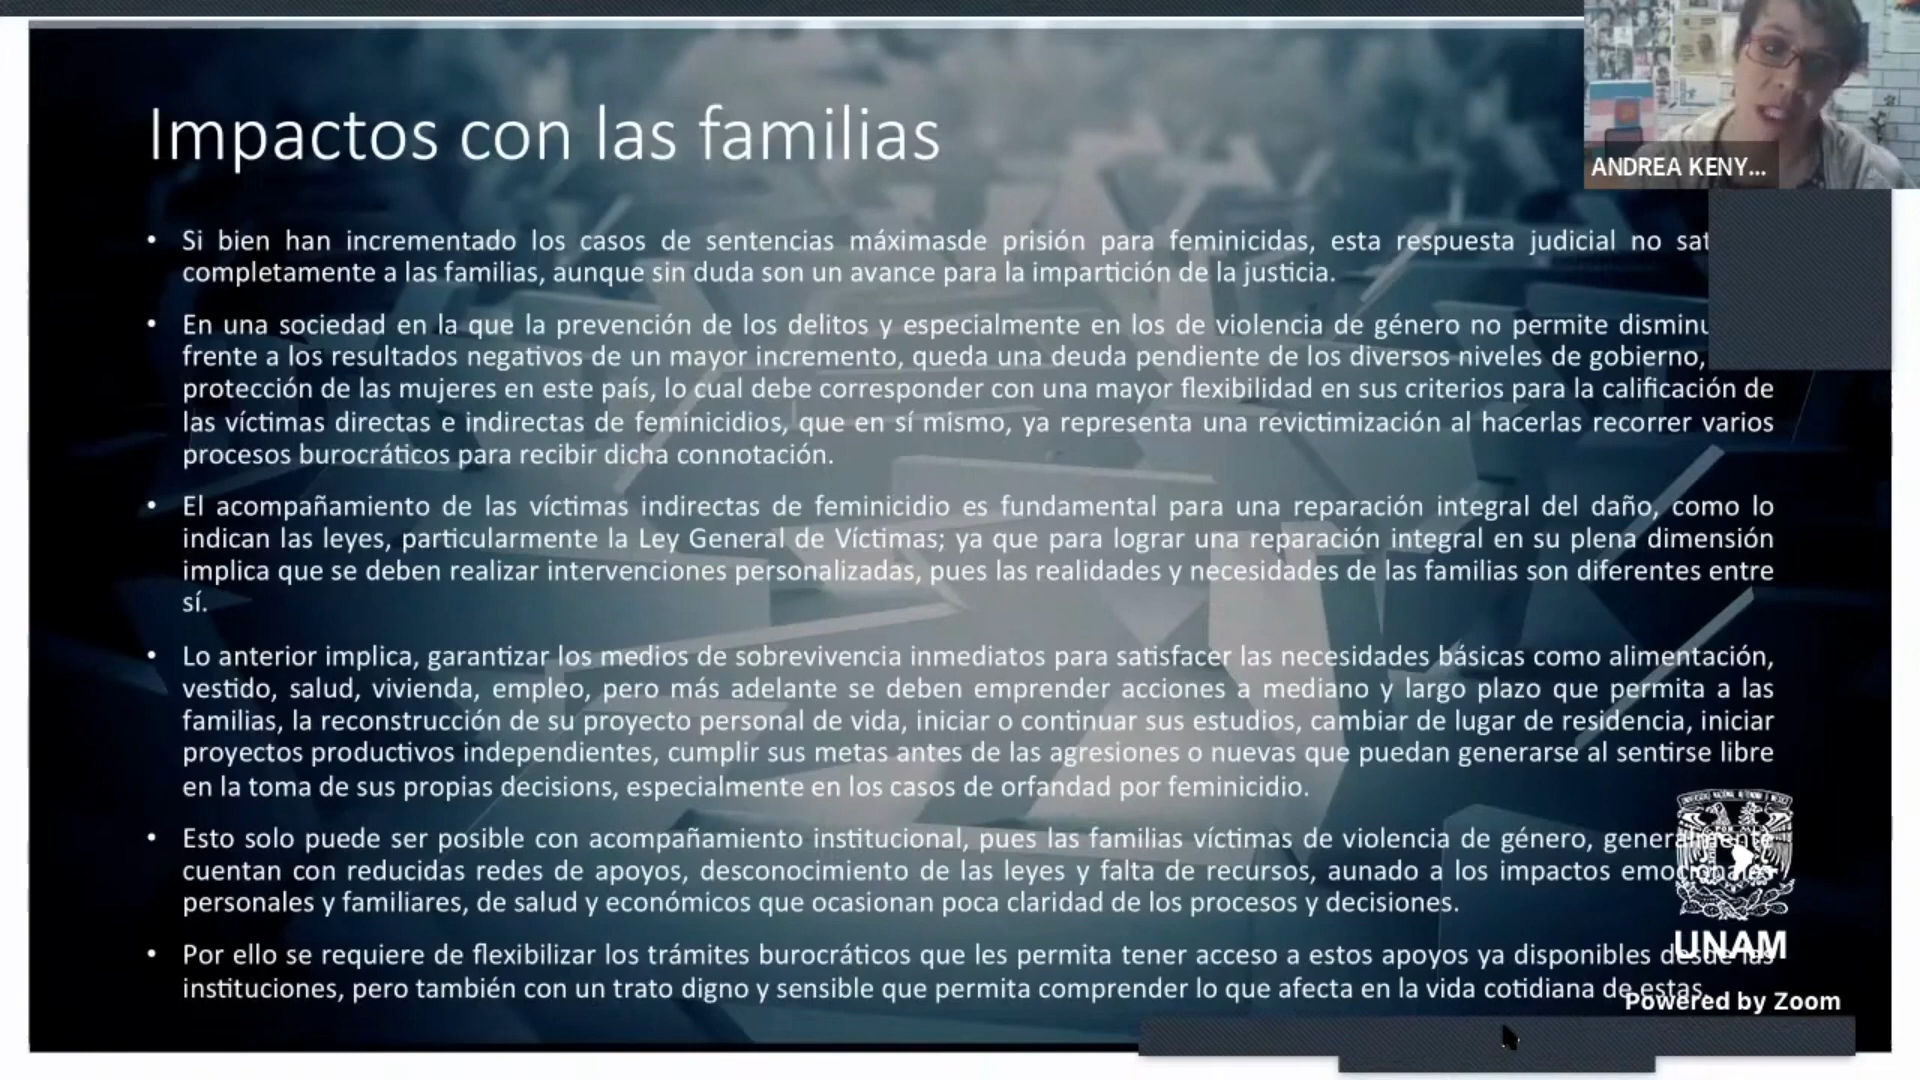 Impactos con las familias
ANDREA KENY...
• Si bien han incrementado los casos de sentencias máximasde prisión para feminicidas, esta respuesta judicial no
completamente a las familias, aunque sin duda son un avance para la impartición de la justicia.
• En una sociedad en la que la prevención de los delitos y especialmente en los de violencia de género no permite
frente a los resultados negativos de un mayor incremento, queda una deuda pendiente de los diversos niveles de gobierno,
protección de las mujeres en este país, lo cual debe corresponder con una mayor flexibilidad en sus criterios para la calificación de
las víctimas directas e indirectas de feminicidios, que en sí mismo, ya representa una revictimización al hacerlas recorrer varios
procesos burocráticos para recibir dicha connotación.
• El acompañamiento de las víctimas indirectas de feminicidio es fundamental para una reparación integral del daño, como lo
indican las leyes, particularmente la Ley General de Víctimas; ya que para lograr una reparación integral en su plena dimensión
implica que se deben realizar intervenciones personalizadas, pues las realidades y necesidades de las familias son diferentes entre
sí.
• Lo anterior implica, garantizar los medios de sobrevivencia inmediatos para satisfacer las necesidades básicas como alimentación,
vestido, salud, vivienda, empleo, pero más adelante se deben emprender acciones a mediano y largo plazo que permita a las
familias, la reconstrucción de su proyecto personal de vida, iniciar o continuar sus estudios, cambiar de lugar de residencia, iniciar
proyectos productivos independientes, cumplir sus metas antes de las agresiones o nuevas que puedan generarse al sentirse libre
en la toma de sus propias decisions, especialmente en los casos de orfandad por feminicidio.
• Esto solo puede ser posible con acompañamiento institucional, pues las familias víctimas de violencia de género, generalmente
cuentan con reducidas redes de apoyos, desconocimiento de las leyes y falta de recursos, aunado a los impactos emocionales
personales y familiares, de salud y económicos que ocasionan poca claridad de los procesos y decisiones.
• Por ello se requiere de flexibilizar los trámites burocráticos que les permita tener acceso a estos apoyos ya disponibles desde las
instituciones, pero también con un trato digno y sensible que permita comprender lo que afecta en la vida cotidiana de estas.
UNAM
Powered by Zoom